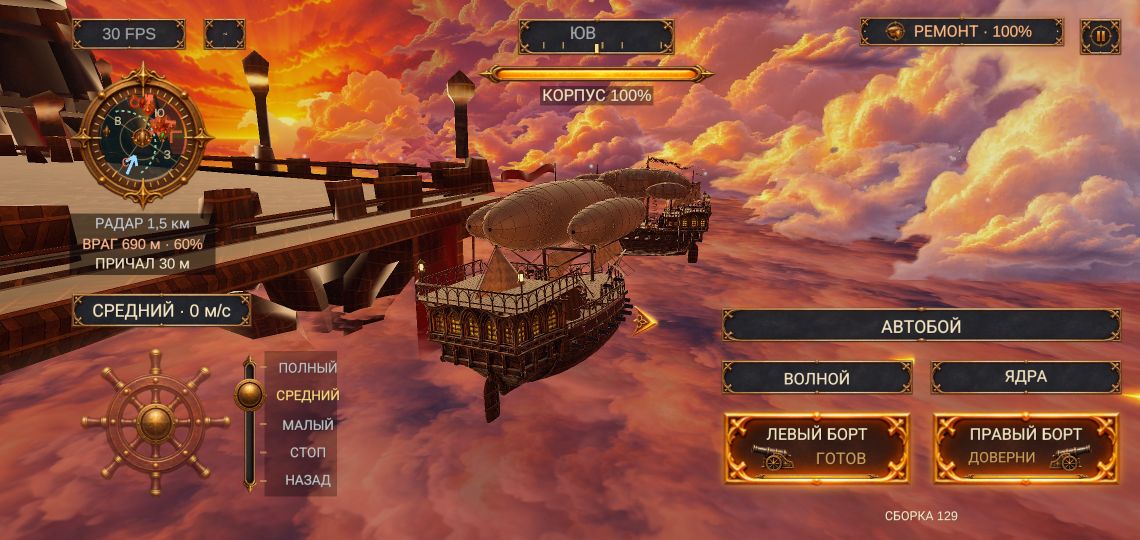 30 FPS
~
ЮВ
РЕМОНТ · 100%
КОРПУС 100%
В
Ю
З
РАДАР 1,5 км
ВРАГ 690 м · 60%
ПРИЧАЛ 30 м
СРЕДНИЙ · 0 м/с
ПОЛНЫЙ
СРЕДНИЙ
МАЛЫЙ
СТОП
НАЗАД
АВТОБОЙ
ВОЛНОЙ
ЯДРА
ЛЕВЫЙ БОРТ
ГОТОВ
ПРАВЫЙ БОРТ
ДОВЕРНИ
СБОРКА 129